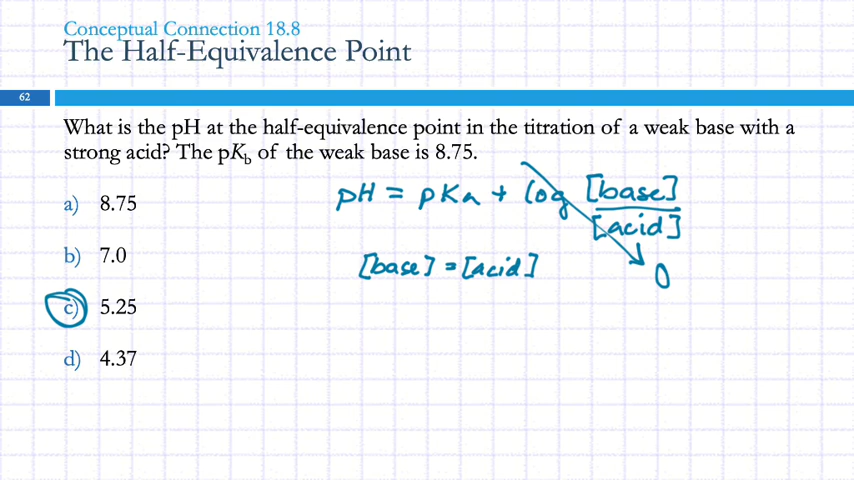 Conceptual Connection 18.8
The Half-Equivalence Point
62
What is the pH at the half-equivalence point in the titration of a weak base with a
strong acid? The pKb of the weak base is 8.75.
pH = pKa + log [base]/[acid]
a) 8.75
b) 7.0
[base] = [acid]
0
c) 5.25
d) 4.37